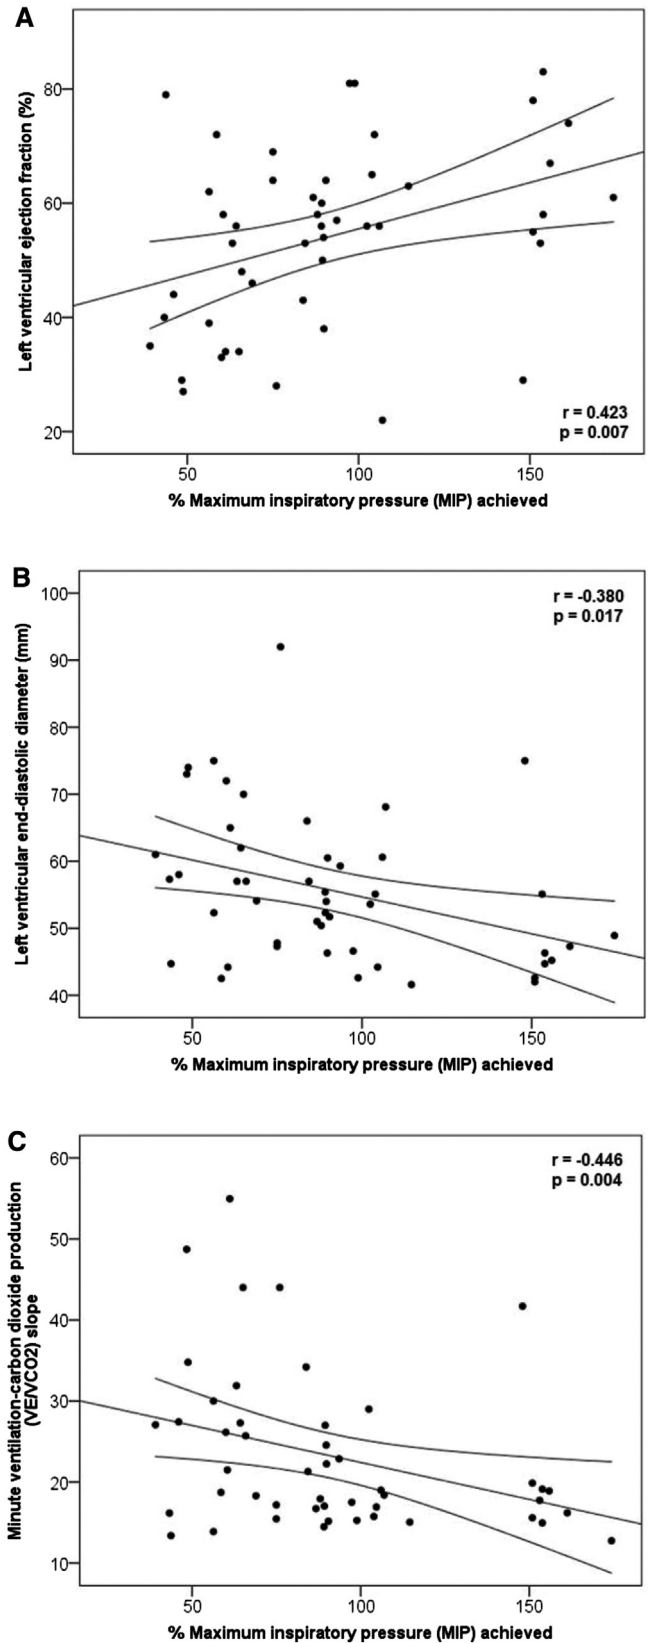 A
Left ventricular ejection fraction (%)
80
60
40
20
r = 0.423
p = 0.007
50 100 150
% Maximum inspiratory pressure (MIP) achieved
B
Left ventricular end-diastolic diameter (mm)
100
90
80
70
60
50
40
r = -0.380
p = 0.017
50 100 150
% Maximum inspiratory pressure (MIP) achieved
C
Minute ventilation-carbon dioxide production
(VE/VCO2) slope
60
50
40
30
20
10
r = -0.446
p = 0.004
50 100 150
% Maximum inspiratory pressure (MIP) achieved